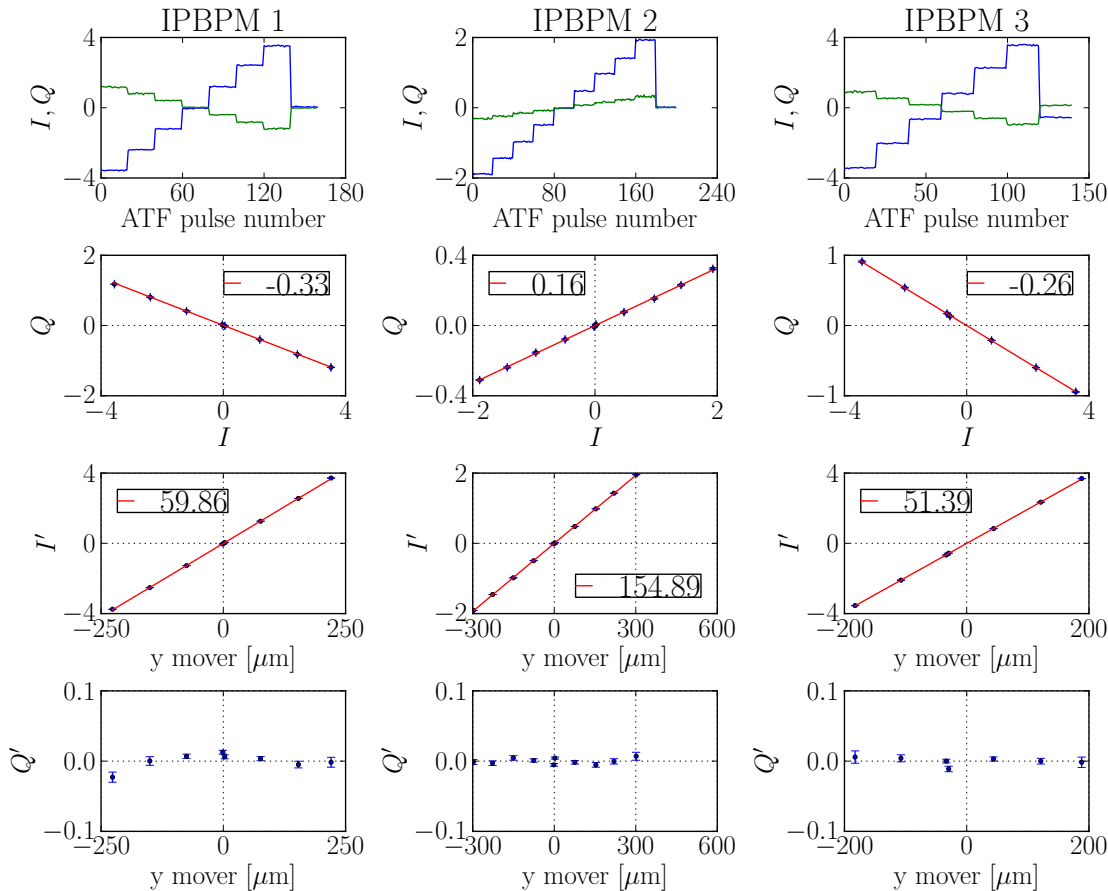 IPBPM 1 IPBPM 2 IPBPM 3
4 2 4
I, Q I, Q I, Q
0 0 0
−4 −2 −4
0 60 120 180 0 80 160 240 0 50 100 150
ATF pulse number ATF pulse number ATF pulse number
2 0.4 1
-0.33 0.16 -0.26
Q Q Q
0 0.0 0
−2 −0.4 −1
−4 0 4 −2 0 2 −4 0 4
I I I
4 2 4
59.86 51.39
I′ I′ I′
0 0 0
154.89
−4 −2 −4
−250 0 250 −300 0 300 600 −200 0 200
y mover [μm] y mover [μm] y mover [μm]
0.1 0.1 0.1
Q′ Q′ Q′
0.0 0.0 0.0
−0.1 −0.1 −0.1
−250 0 250 −300 0 300 600 −200 0 200
y mover [μm] y mover [μm] y mover [μm]